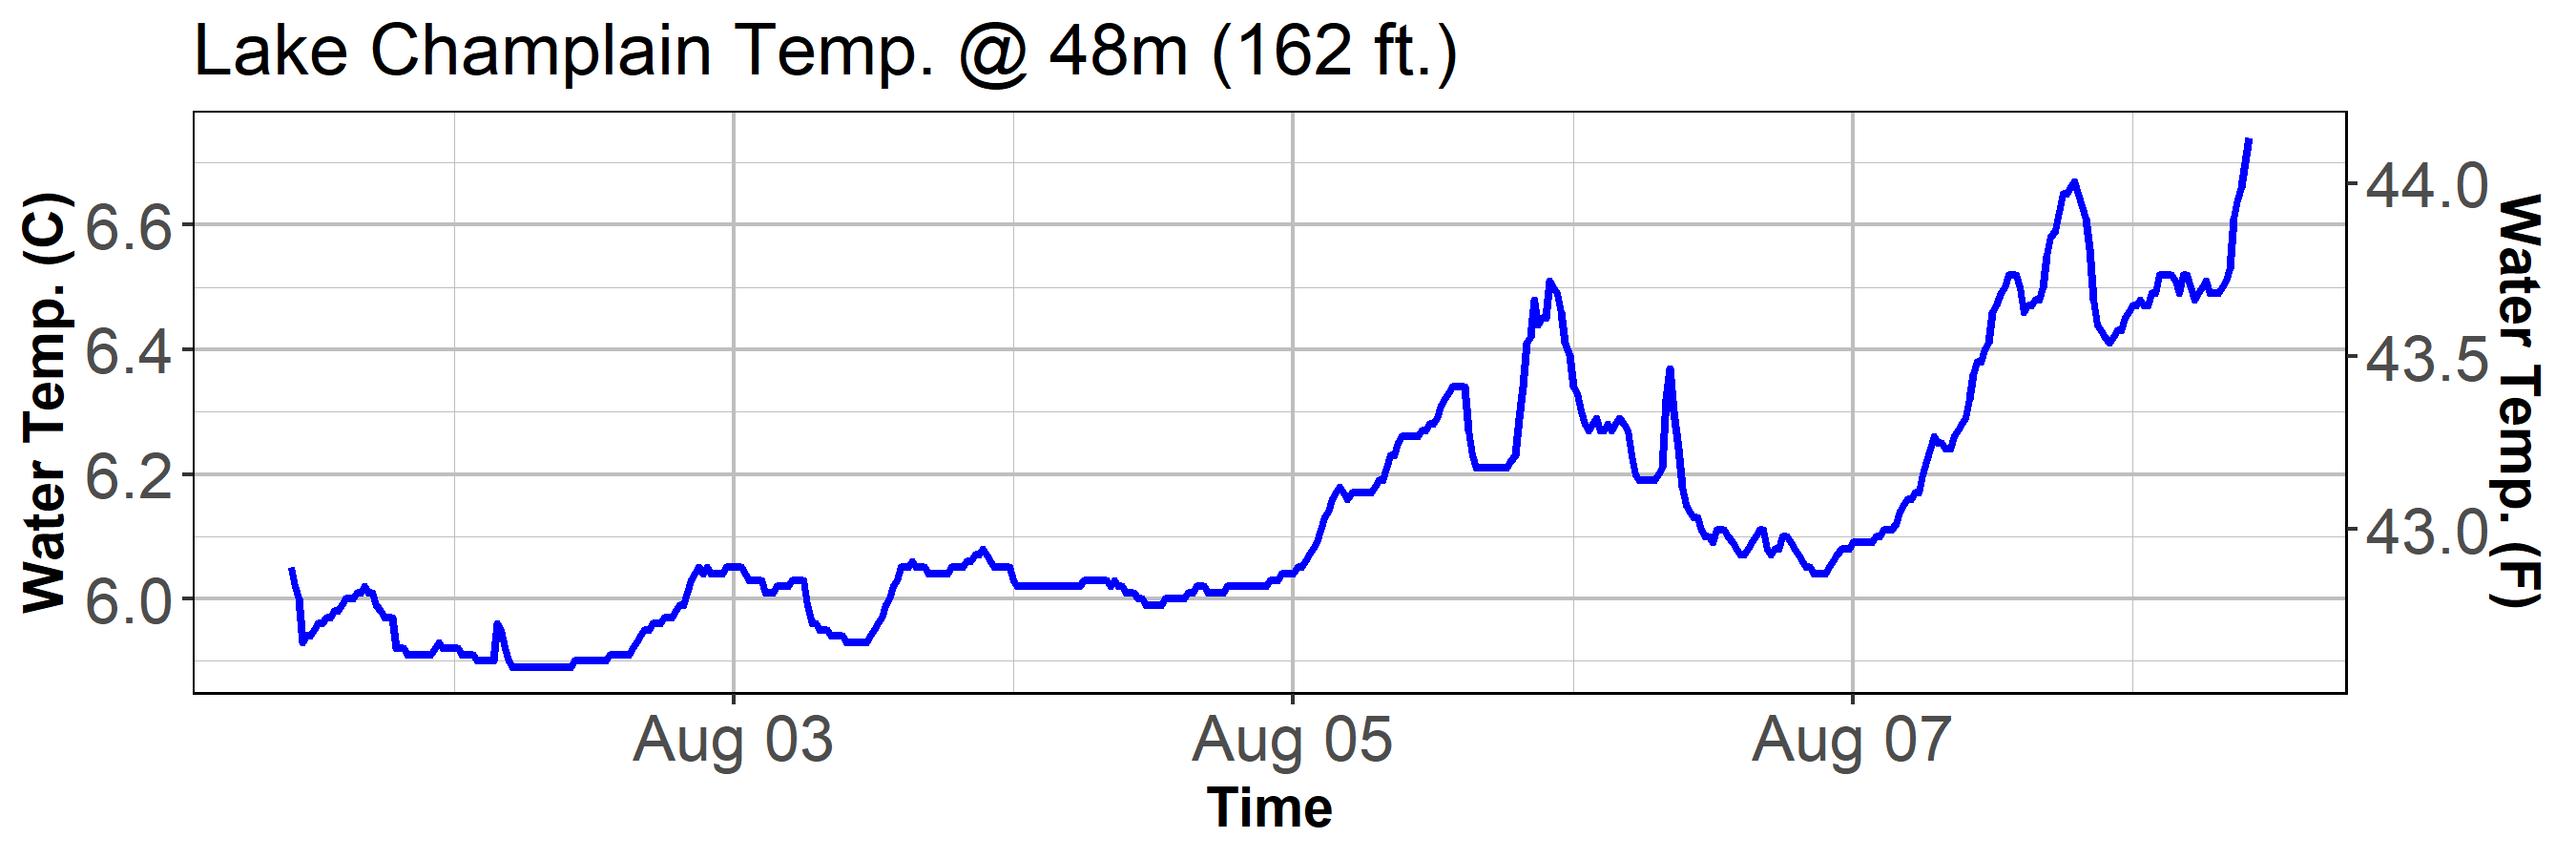 Lake Champlain Temp. @ 48m (162 ft.)
Water Temp. (C)
6.6
6.4
6.2
6.0
44.0
43.5
43.0
Water Temp. (F)
Aug 03 Aug 05 Aug 07
Time